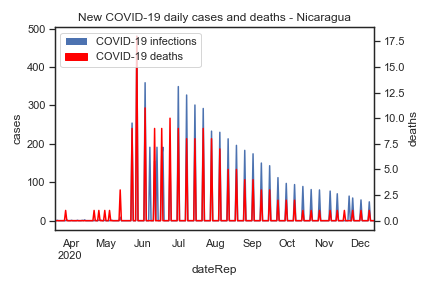 New COVID-19 daily cases and deaths - Nicaragua
COVID-19 infections
COVID-19 deaths
500
400
300
200
100
0
cases
17.5
15.0
12.5
10.0
7.5
5.0
2.5
0.0
deaths
Apr May Jun Jul Aug Sep Oct Nov Dec
2020
dateRep